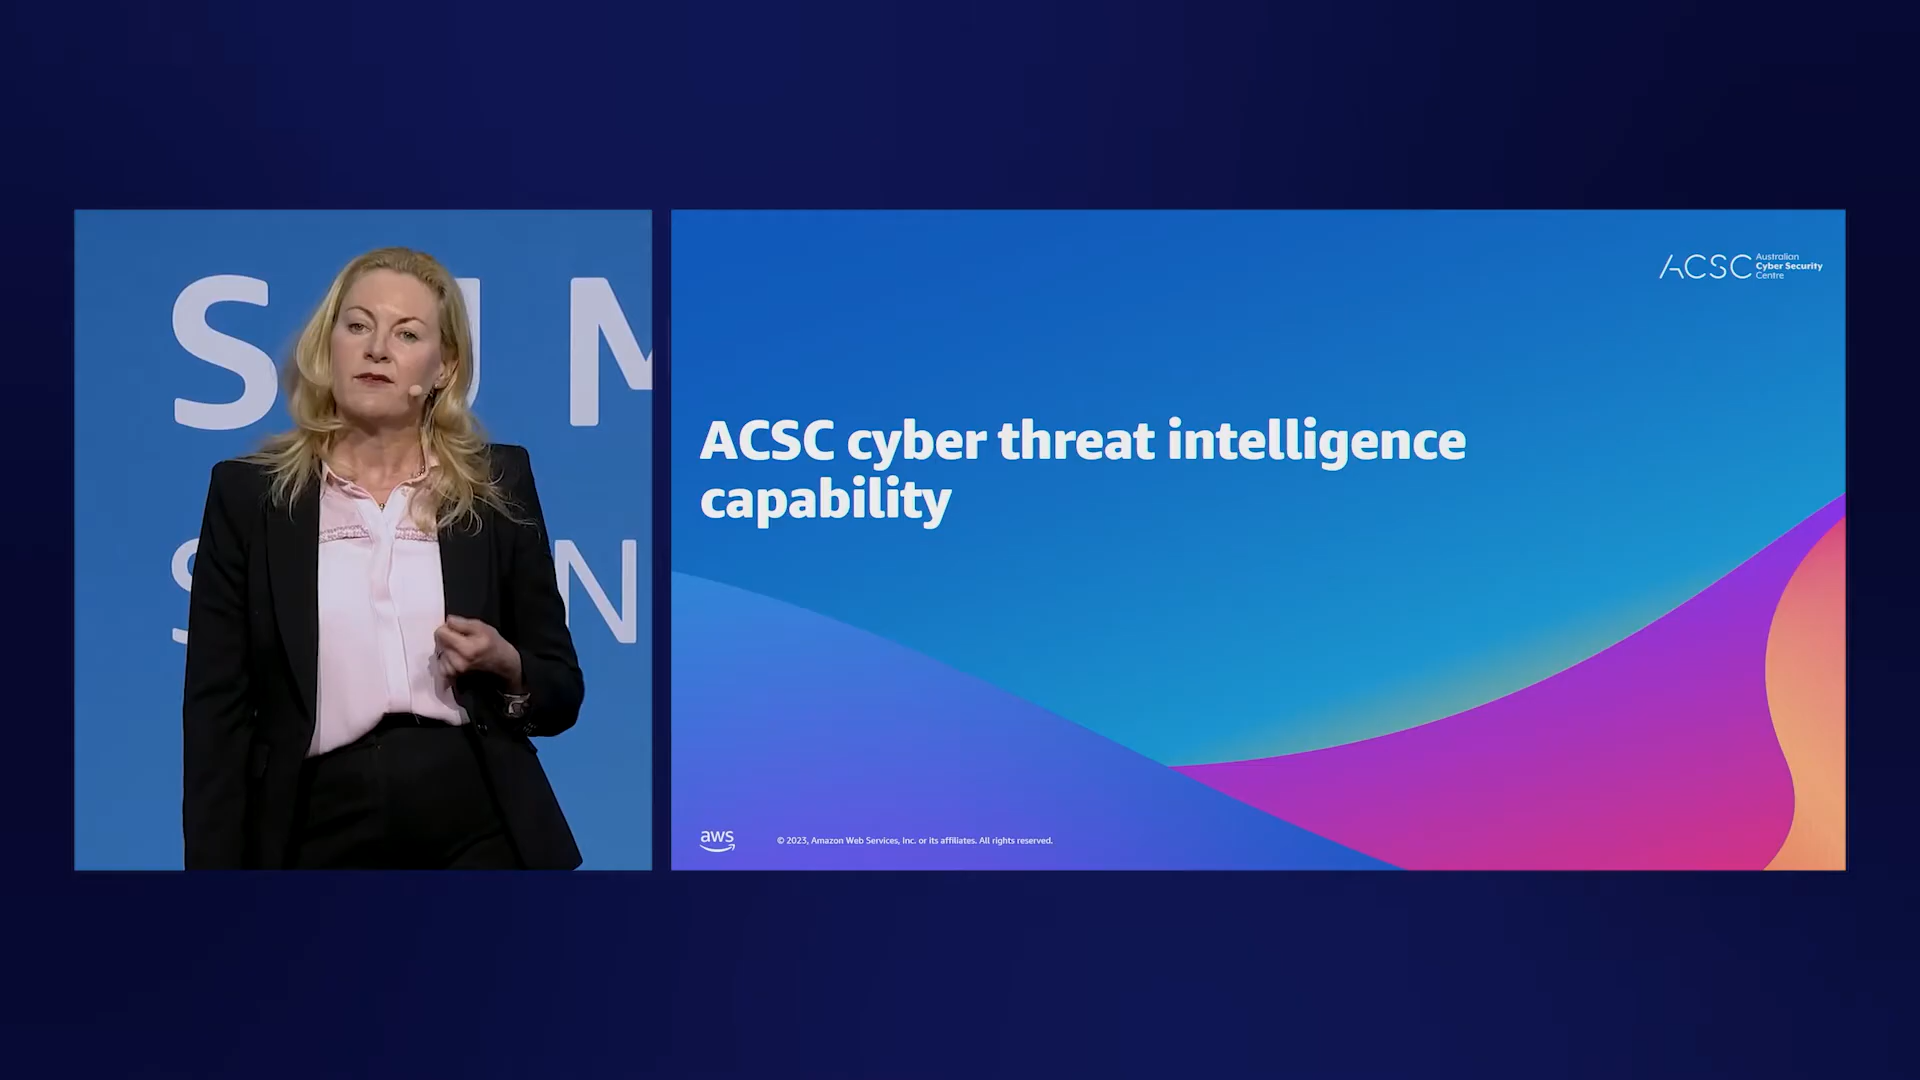 SUM
S N
ACSC Australian
Cyber Security
Centre
ACSC cyber threat intelligence
capability
aws
© 2023, Amazon Web Services, Inc. or its affiliates. All rights reserved.